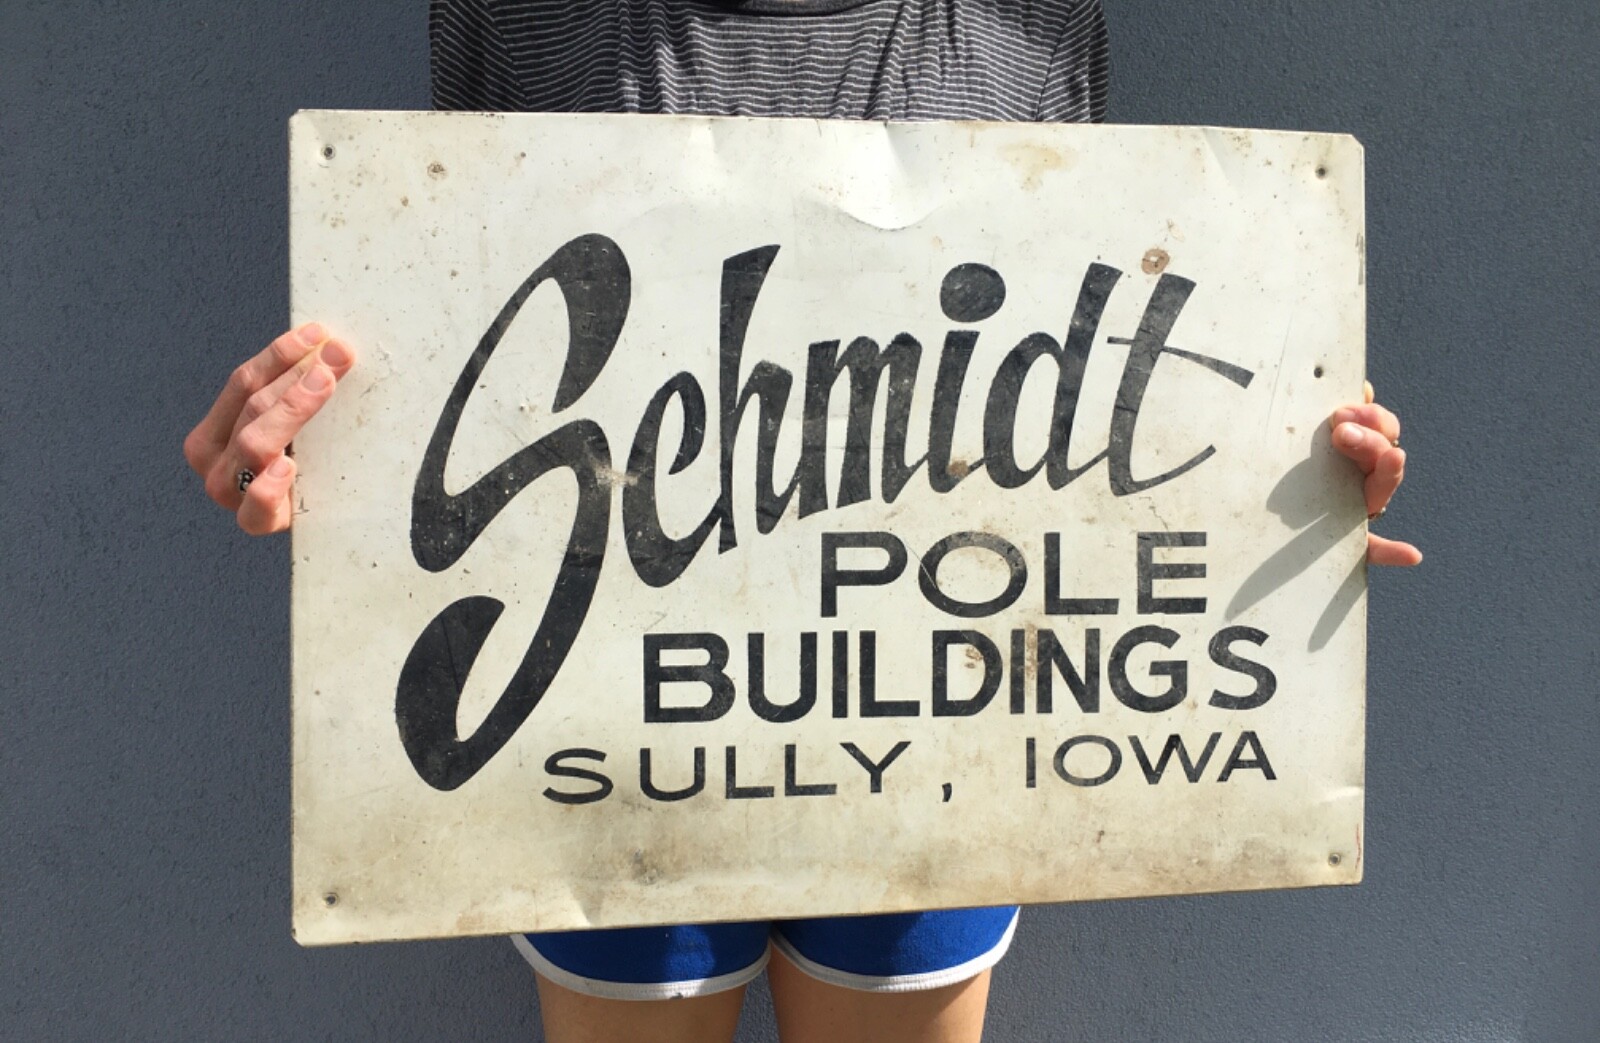 Schmidt
POLE
BUILDINGS
SULLY, IOWA